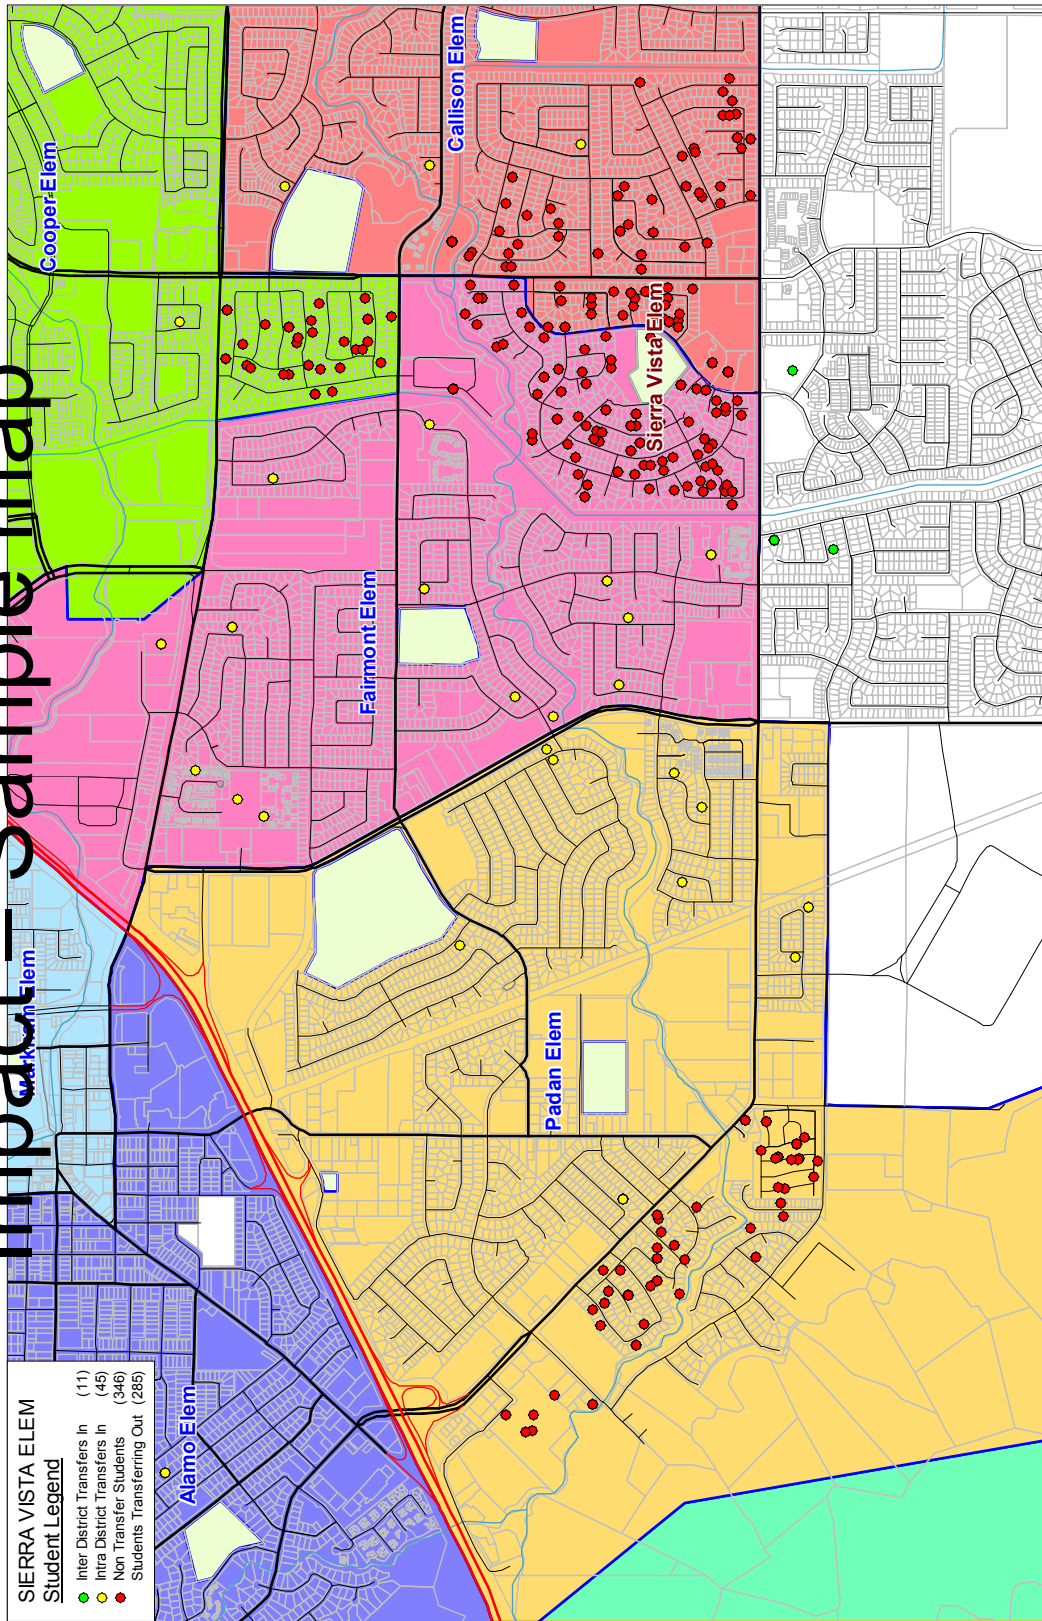 Impact – Sample map
SIERRA VISTA ELEM
Student Legend
Inter District Transfers In (11)
Intra District Transfers In (45)
Non Transfer Students (346)
Students Transferring Out (285)
Alamo Elem
Markham Elem
Padan Elem
Fairmont Elem
Cooper Elem
Callison Elem
Sierra Vista Elem